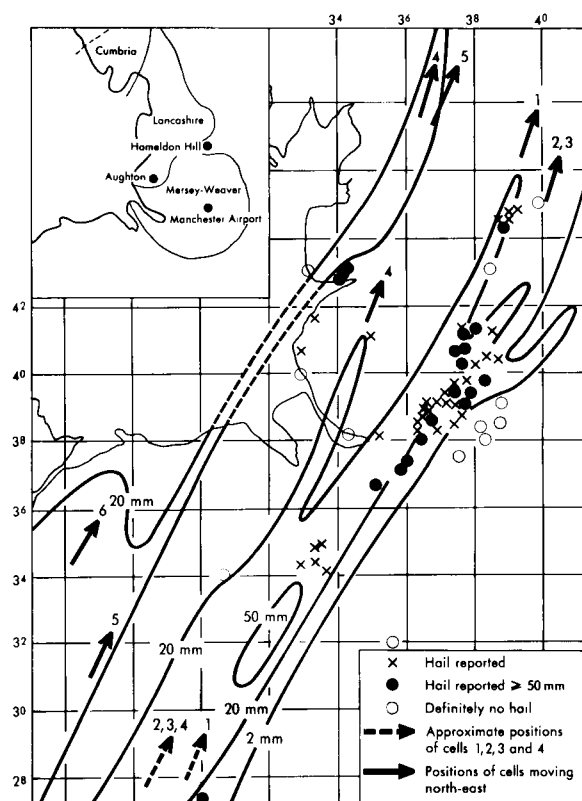 34
36
38
40
Cumbria
Lancashire
Hameldon Hill
Aughton
Mersey-Weaver
Manchester Airport
4
5
1
2,3
4
42
40
38
36
34
32
30
28
20 mm
6
5
50 mm
20 mm
20 mm
2 mm
2,3,4
1
Hail reported
Hail reported ⩾ 50 mm
Definitely no hail
Approximate positions
of cells 1,2,3 and 4
Positions of cells moving
north-east